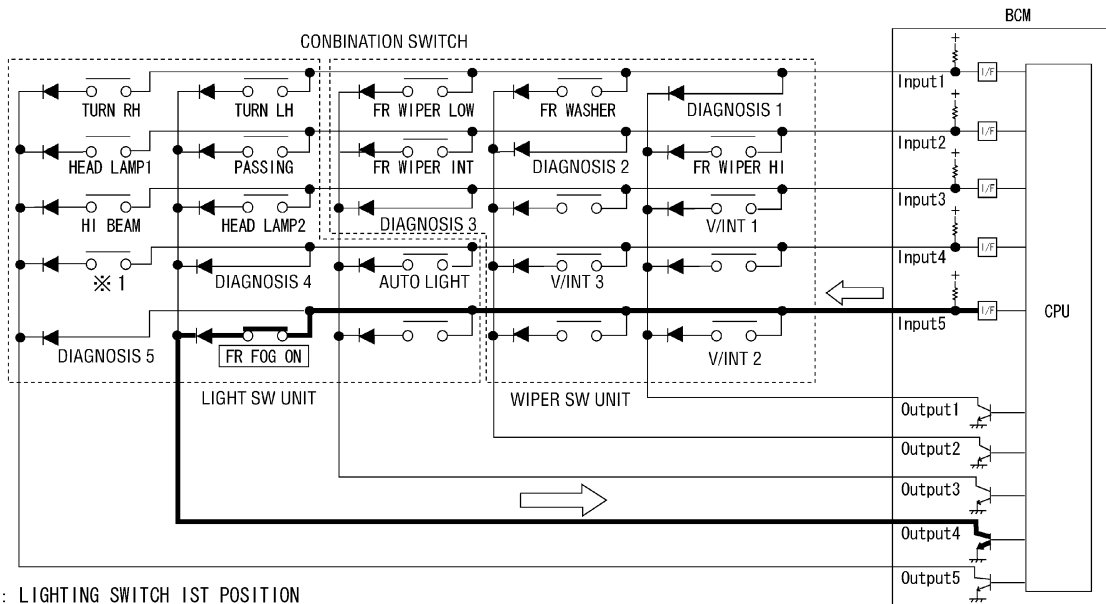 BCM
CONBINATION SWITCH
+
Input1
I/F
TURN RH
TURN LH
FR WIPER LOW
FR WASHER
DIAGNOSIS 1
+
Input2
I/F
HEAD LAMP1
PASSING
FR WIPER INT
DIAGNOSIS 2
FR WIPER HI
+
Input3
I/F
HI BEAM
HEAD LAMP2
DIAGNOSIS 3
V/INT 1
+
Input4
I/F
※1
DIAGNOSIS 4
AUTO LIGHT
V/INT 3
+
Input5
I/F
CPU
DIAGNOSIS 5
FR FOG ON
V/INT 2
LIGHT SW UNIT
WIPER SW UNIT
Output1
Output2
Output3
Output4
Output5
: LIGHTING SWITCH IST POSITION